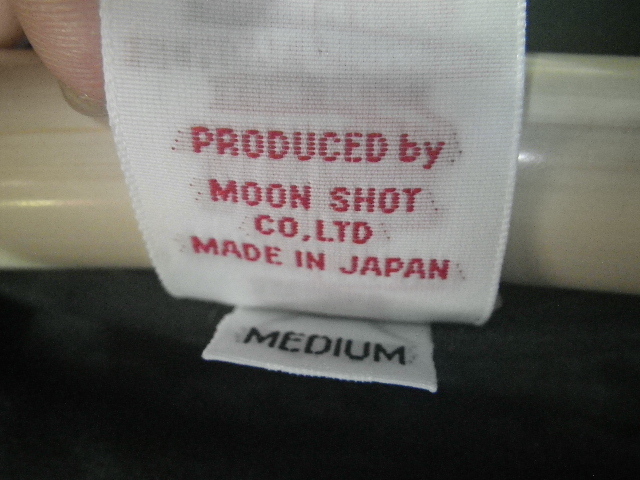 PRODUCED by
MOON SHOT
CO,.LTD
MADE IN JAPAN
MEDIUM